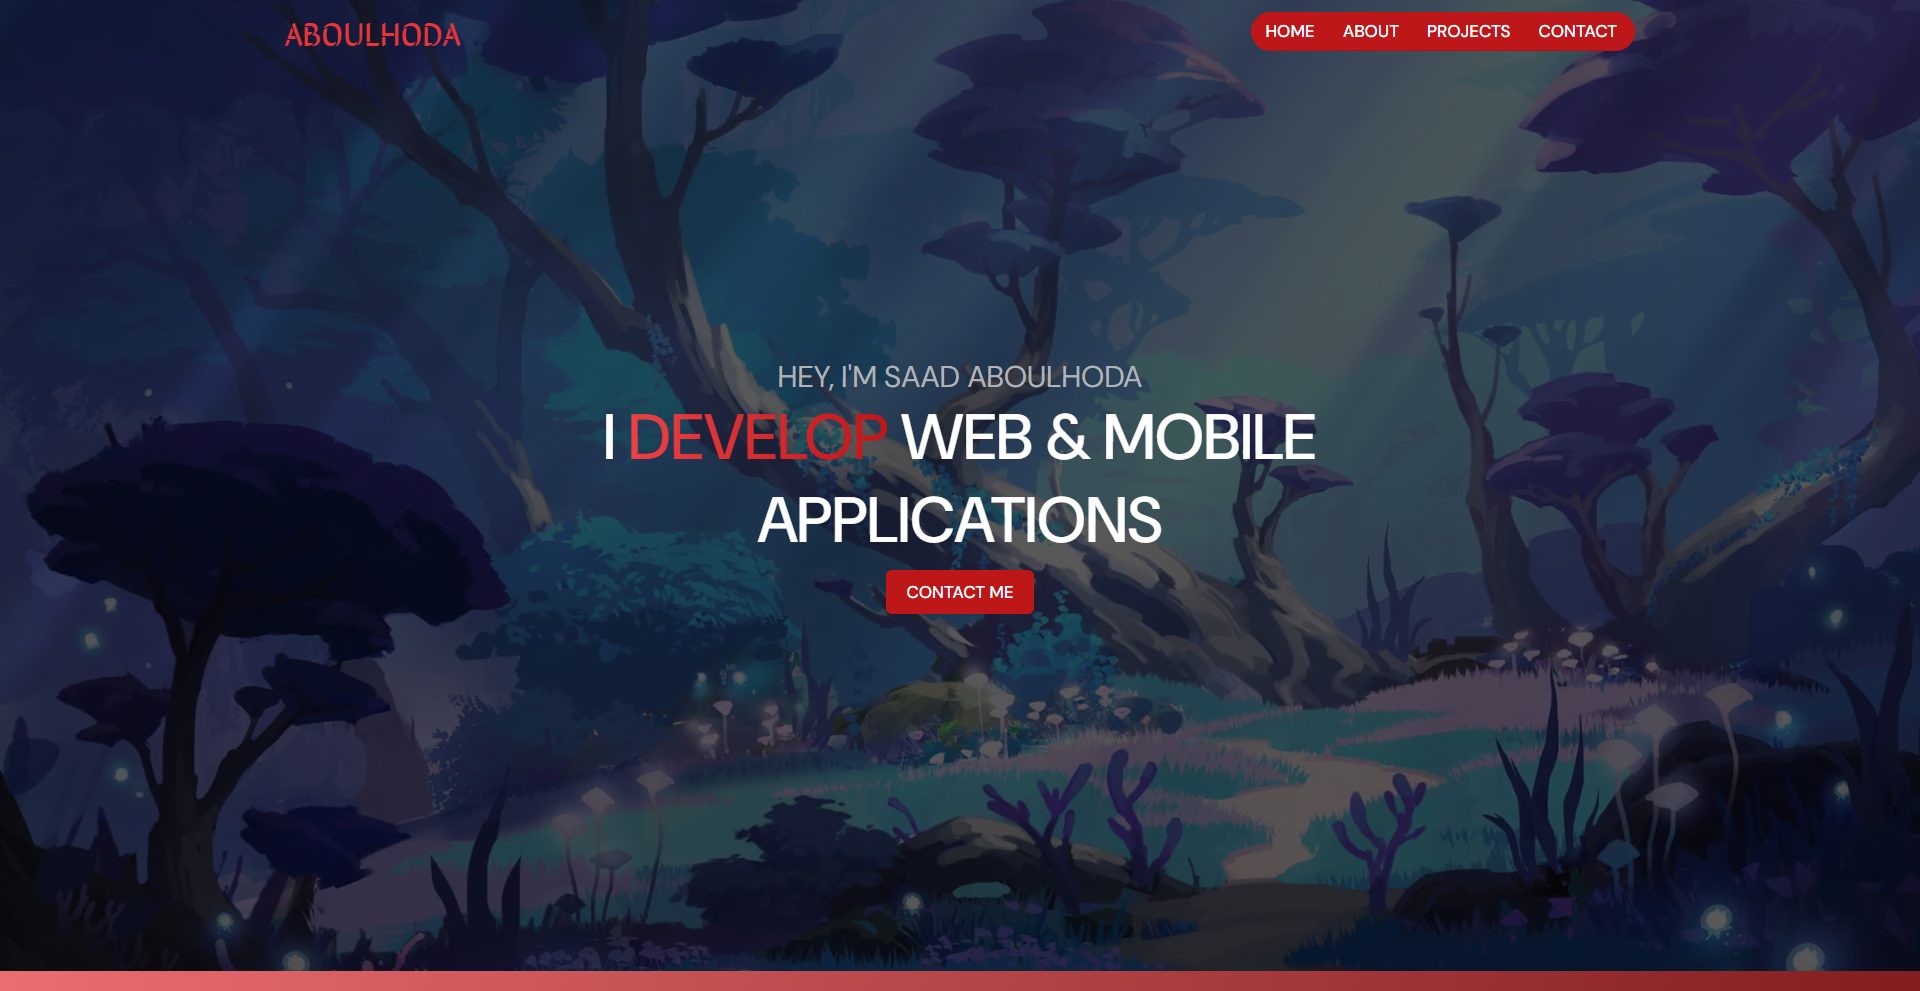 ABOULHODA
HOME ABOUT PROJECTS CONTACT
HEY, I'M SAAD ABOULHODA
I DEVELOP WEB & MOBILE
APPLICATIONS
CONTACT ME